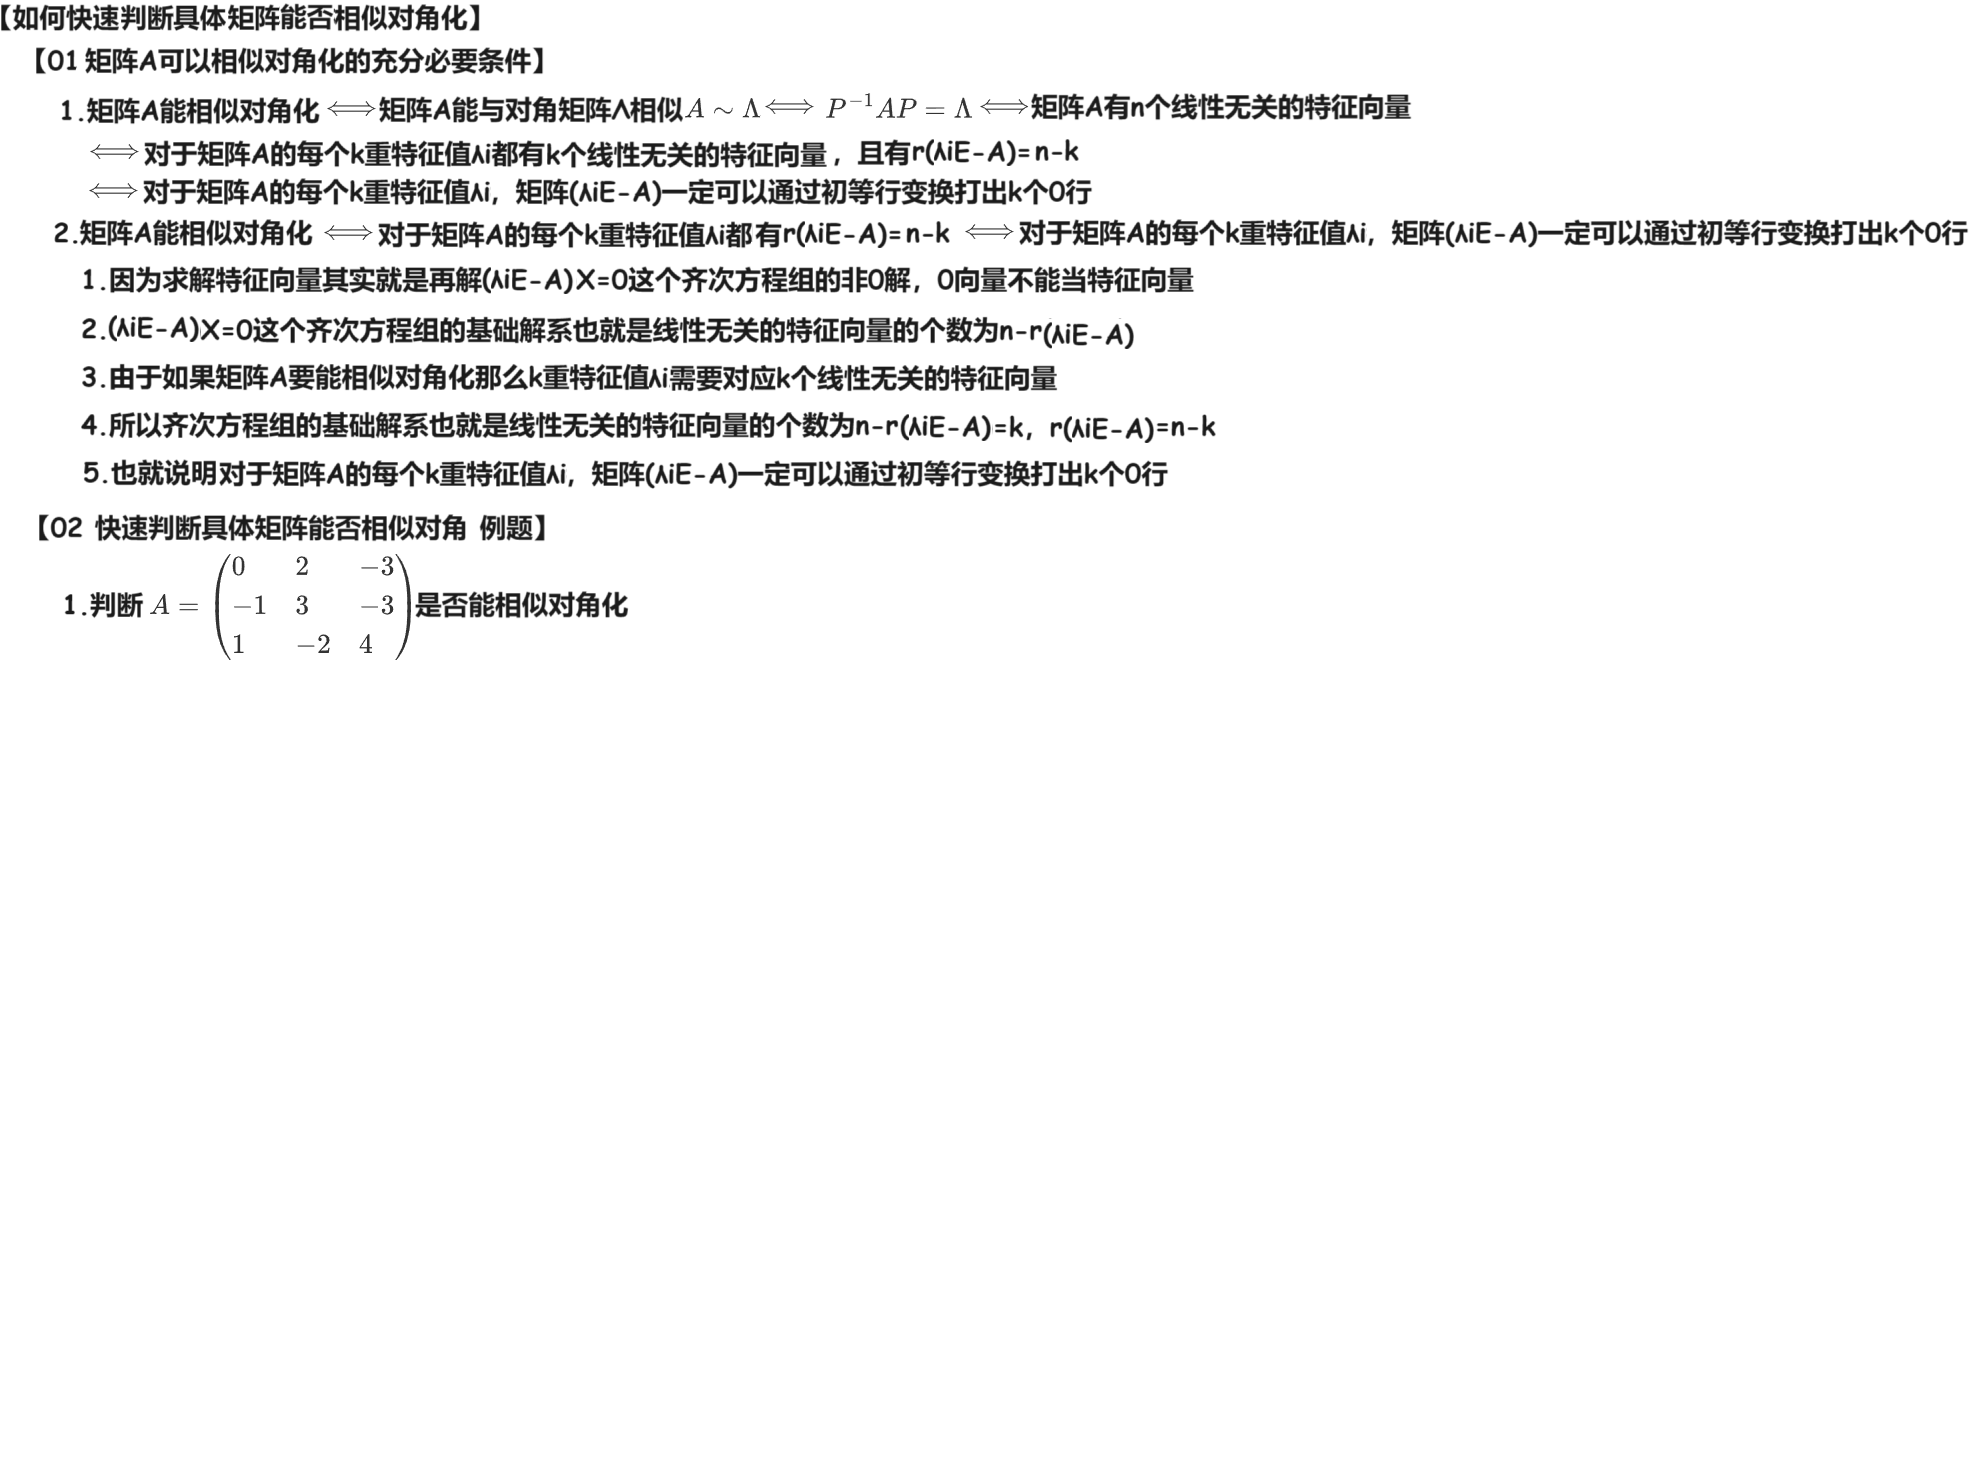 【如何快速判断具体矩阵能否相似对角化】
【01 矩阵A可以相似对角化的充分必要条件】
1.矩阵A能相似对角化 ⟺ 矩阵A能与对角矩阵Λ相似 A ∼ Λ ⟺ P⁻¹AP = Λ ⟺ 矩阵A有n个线性无关的特征向量
⟺ 对于矩阵A的每个k重特征值λi都有k个线性无关的特征向量，且有r(λiE-A)=n-k
⟺ 对于矩阵A的每个k重特征值λi，矩阵(λiE-A)一定可以通过初等行变换打出k个0行
2.矩阵A能相似对角化 ⟺ 对于矩阵A的每个k重特征值λi都有r(λiE-A)=n-k ⟺ 对于矩阵A的每个k重特征值λi，矩阵(λiE-A)一定可以通过初等行变换打出k个0行
1.因为求解特征向量其实就是再解(λiE-A)X=0这个齐次方程组的非0解，0向量不能当特征向量
2.(λiE-A)X=0这个齐次方程组的基础解系也就是线性无关的特征向量的个数为n-r(λiE-A)
3.由于如果矩阵A要能相似对角化那么k重特征值λi需要对应k个线性无关的特征向量
4.所以齐次方程组的基础解系也就是线性无关的特征向量的个数为n-r(λiE-A)=k，r(λiE-A)=n-k
5.也就说明对于矩阵A的每个k重特征值λi，矩阵(λiE-A)一定可以通过初等行变换打出k个0行
【02 快速判断具体矩阵能否相似对角 例题】
0 2 -3
1.判断 A = -1 3 -3 是否能相似对角化
1 -2 4